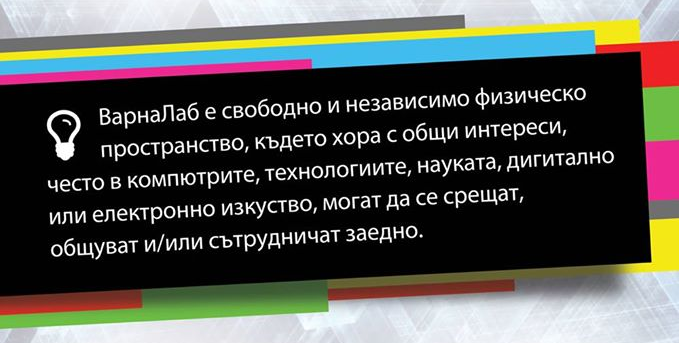 ВарнаЛаб е свободно и независимо физическо
пространство, където хора с общи интереси,
често в компютрите, технологиите, науката, дигитално
или електронно изкуство, могат да се срещат,
общуват и/или сътрудничат заедно.